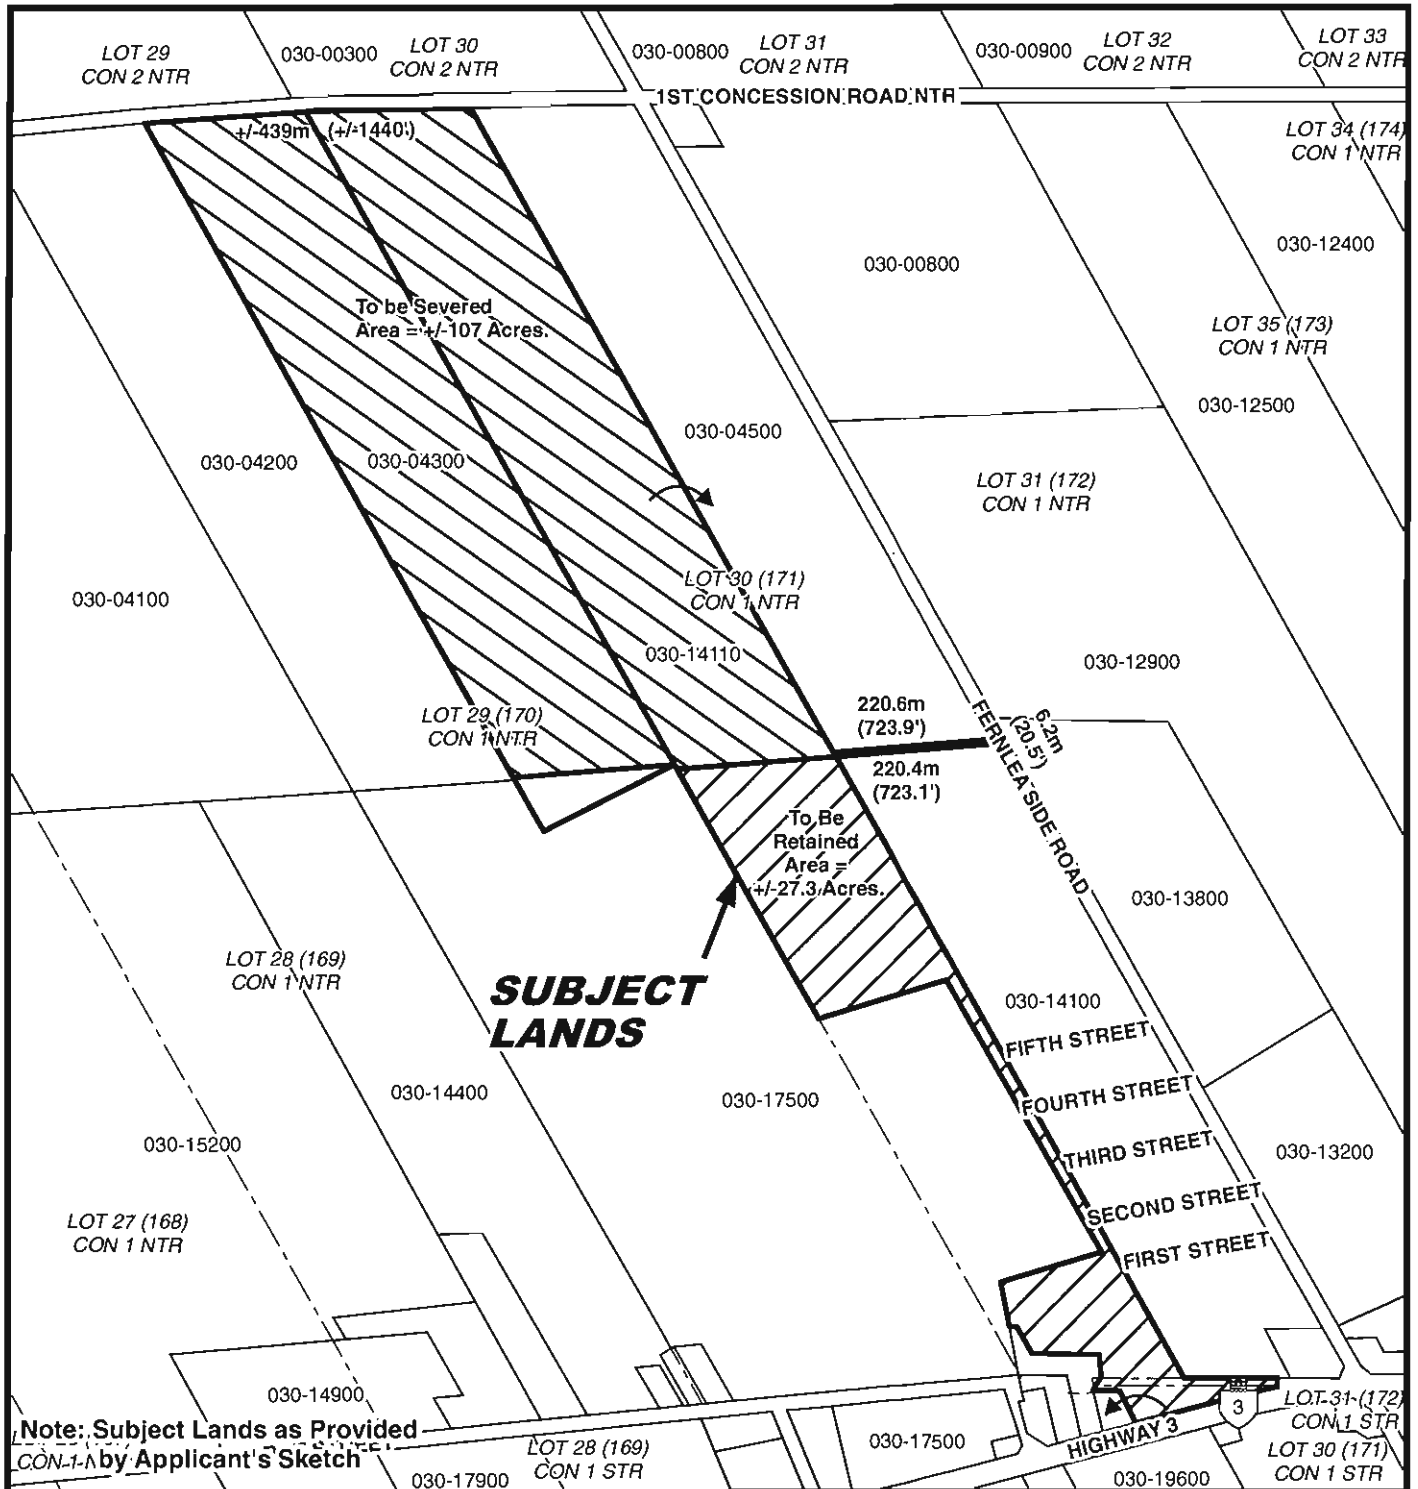 LOT 29
CON 2 NTR
030-00300
LOT 30
CON 2 NTR
030-00800
LOT 31
CON 2 NTR
030-00900
LOT 32
CON 2 NTR
LOT 33
CON 2 NTR
1ST CONCESSION ROAD NTR
+/-439m (+/-1440')
LOT 34 (174)
CON 1 NTR
030-12400
030-00800
To be Severed
Area = +/-107 Acres.
LOT 35 (173)
CON 1 NTR
030-12500
030-04500
030-04200
030-04300
LOT 31 (172)
CON 1 NTR
LOT 30 (171)
CON 1 NTR
030-04100
030-14110
030-12900
LOT 29 (170)
CON 1 NTR
220.6m
(723.9')
6.2m
(20.5')
FERNLEA SIDE ROAD
220.4m
(723.1')
To Be
Retained
Area =
+/-27.3 Acres.
030-13800
LOT 28 (169)
CON 1 NTR
SUBJECT
LANDS
030-14100
FIFTH STREET
030-14400
030-17500
FOURTH STREET
030-15200
THIRD STREET
030-13200
SECOND STREET
LOT 27 (168)
CON 1 NTR
FIRST STREET
030-14900
3
LOT 31 (172)
CON 1 STR
HIGHWAY 3
030-17500
Note: Subject Lands as Provided
by Applicant's Sketch
CON 1 N
LOT 28 (169)
CON 1 STR
LOT 30 (171)
CON 1 STR
030-17900
030-19600